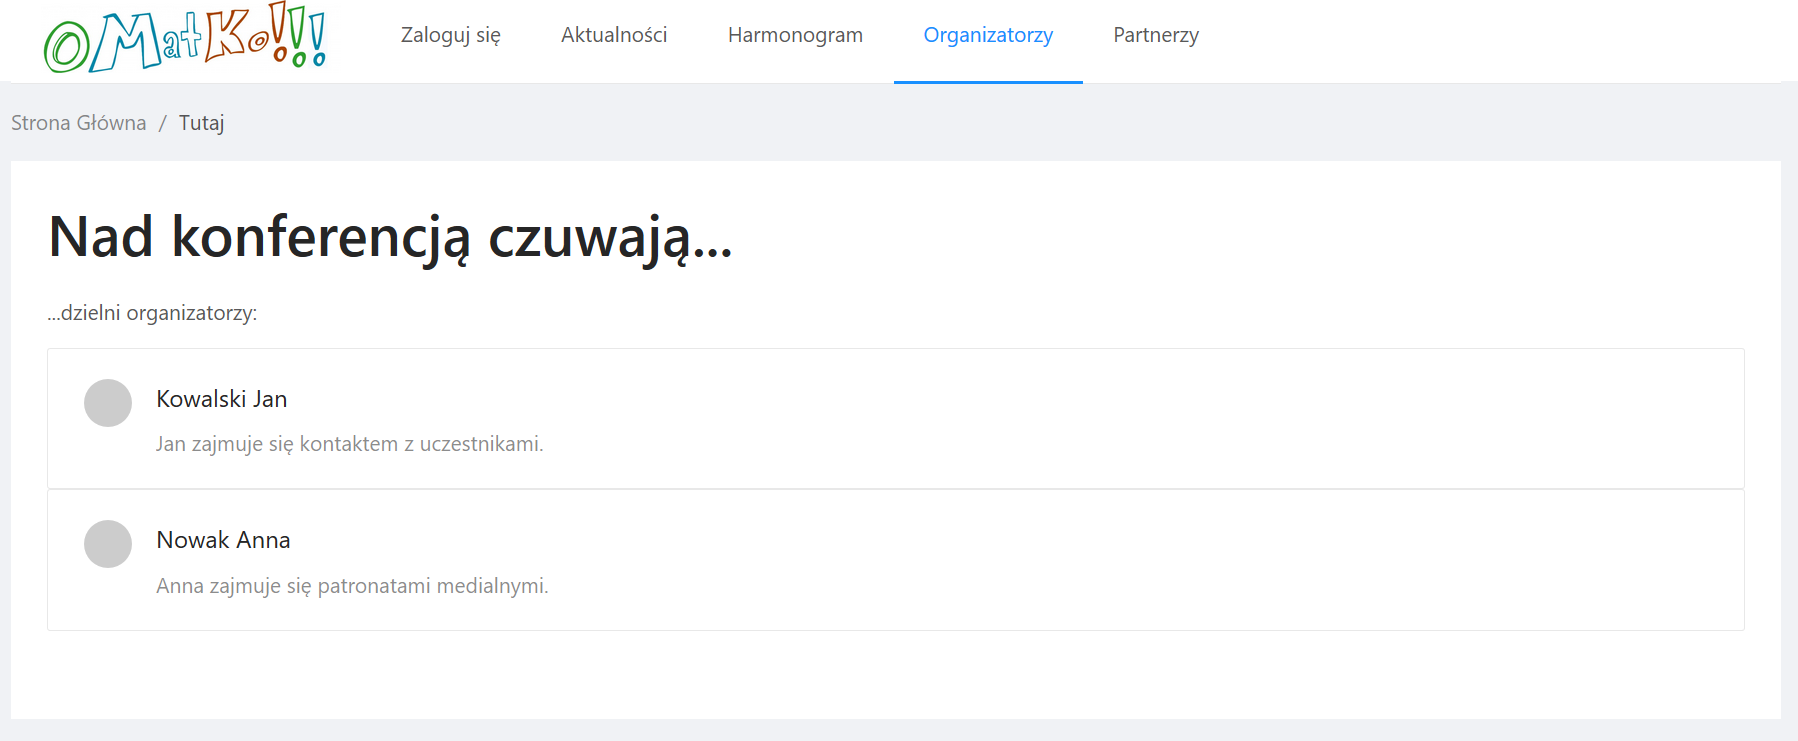 OMatKo!!!
Zaloguj się Aktualności Harmonogram Organizatorzy Partnerzy
Strona Główna / Tutaj
Nad konferencją czuwają...
...dzielni organizatorzy:
Kowalski Jan
Jan zajmuje się kontaktem z uczestnikami.
Nowak Anna
Anna zajmuje się patronatami medialnymi.